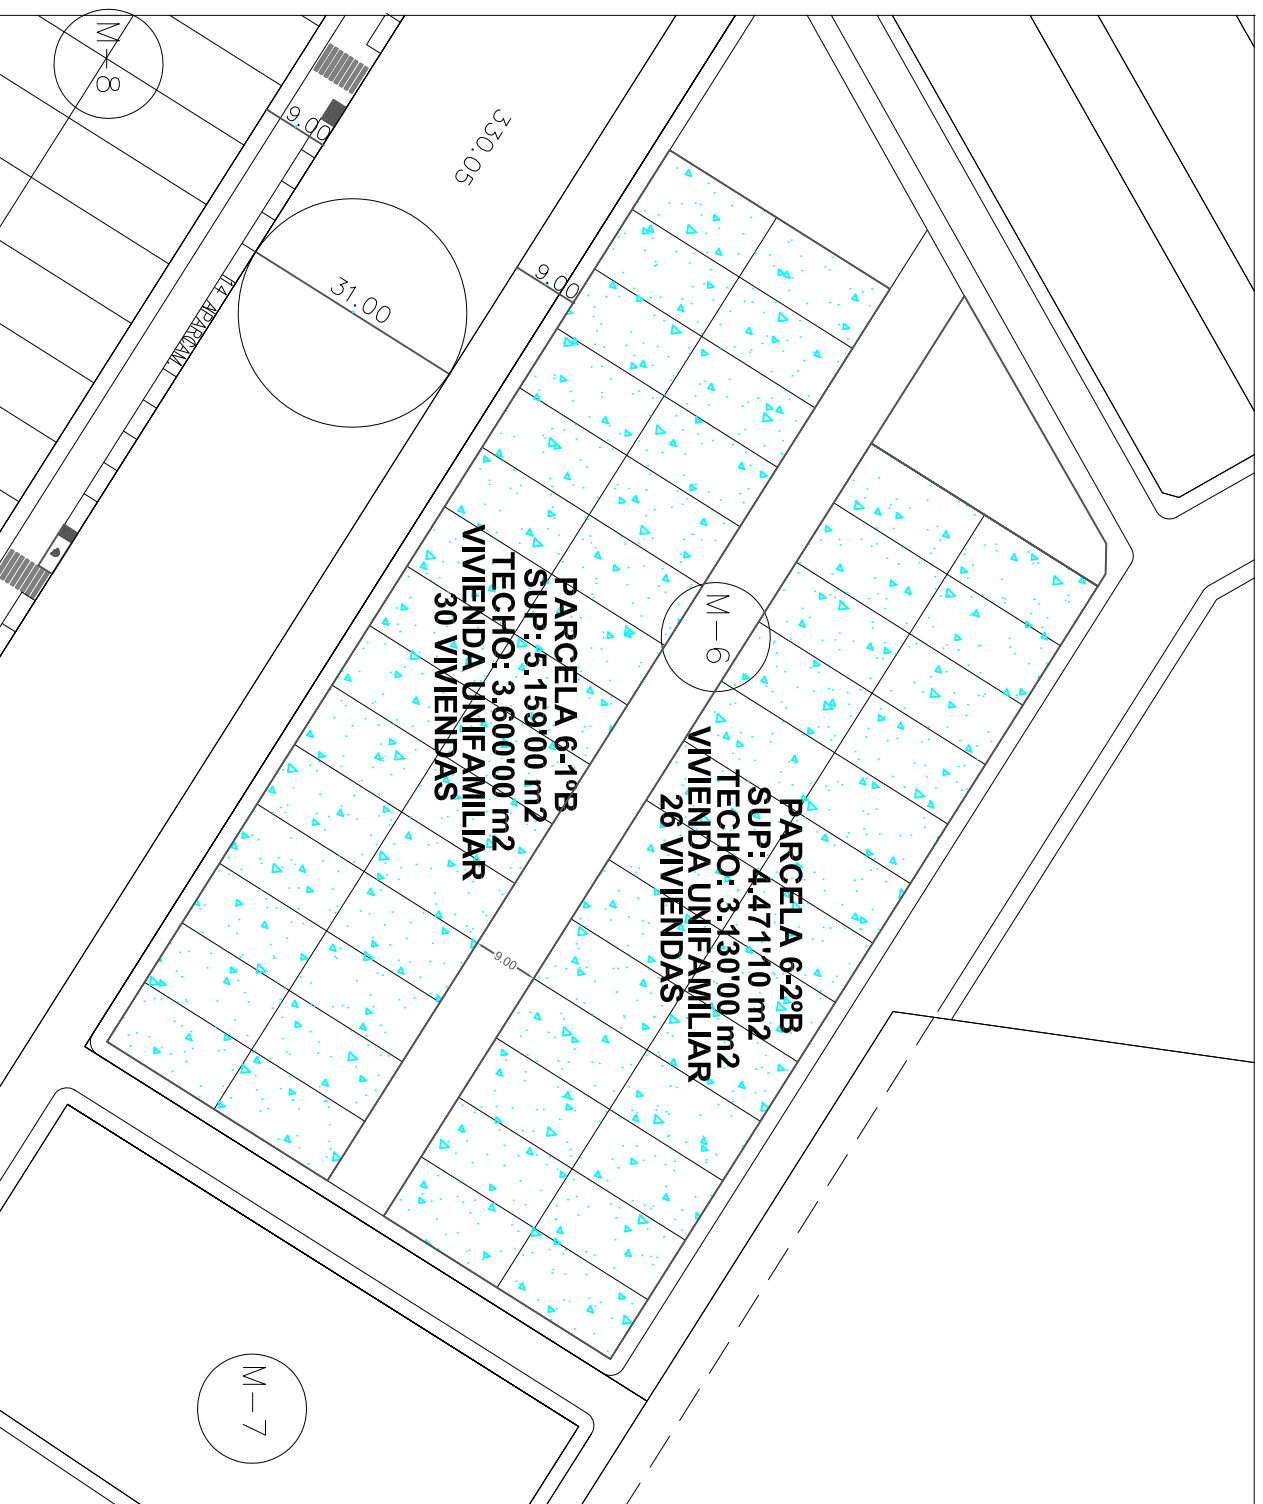 M-8
9.00
330.05
31.00
9.00
114 APARCAM.
PARCELA 6-1ºB
SUP: 5.159'00 m2
TECHO: 3.600'00 m2
VIVIENDA UNIFAMILIAR
30 VIVIENDAS
M-6
PARCELA 6-2ºB
SUP: 4.471'10 m2
TECHO: 3.130'00 m2
VIVIENDA UNIFAMILIAR
26 VIVIENDAS
9.00
M-7